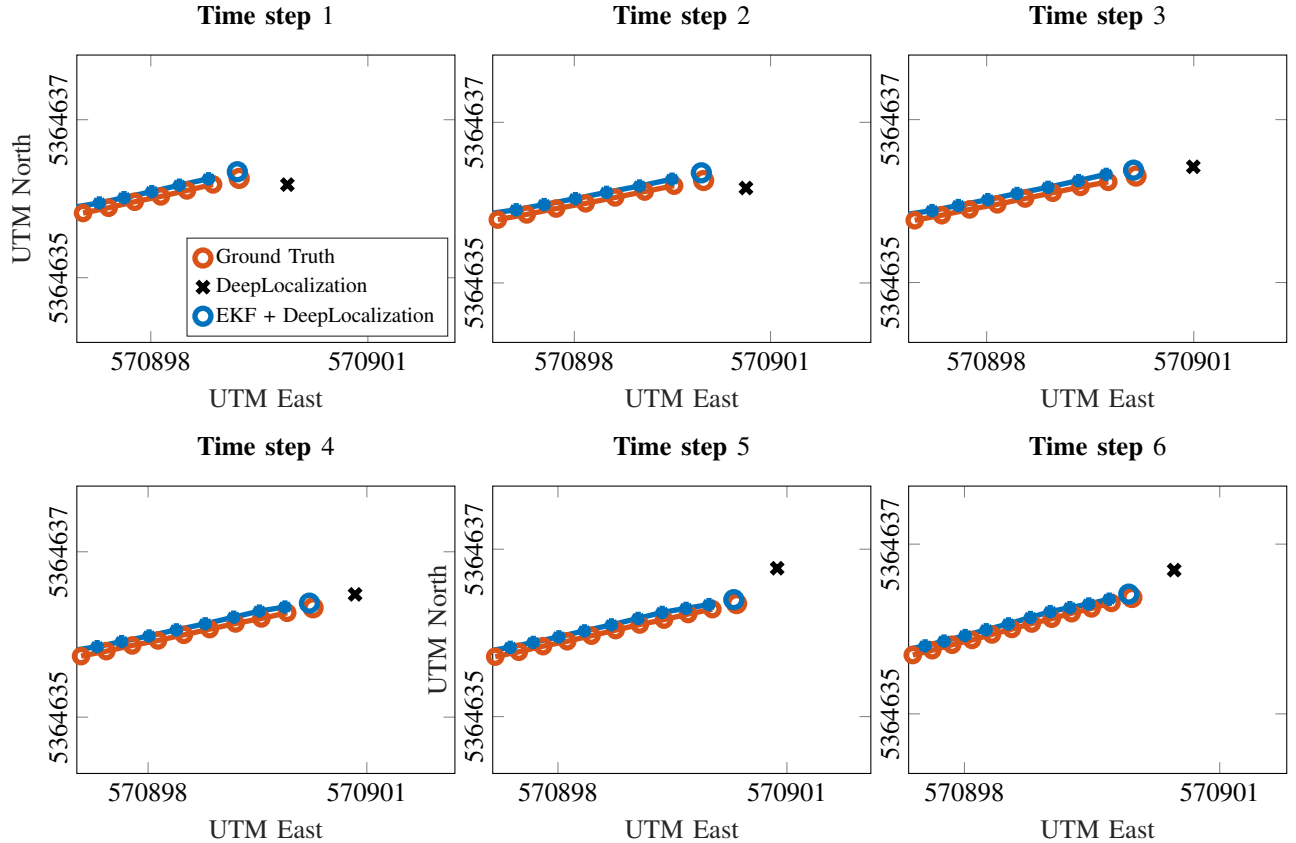 Time step 1
Time step 2
Time step 3
UTM North
5364637
5364635
Ground Truth
DeepLocalization
EKF + DeepLocalization
570898
570901
UTM East
5364637
5364635
570898
570901
UTM East
5364637
5364635
570898
570901
UTM East
Time step 4
Time step 5
Time step 6
5364637
5364635
570898
570901
UTM East
UTM North
5364637
5364635
570898
570901
UTM East
5364637
5364635
570898
570901
UTM East